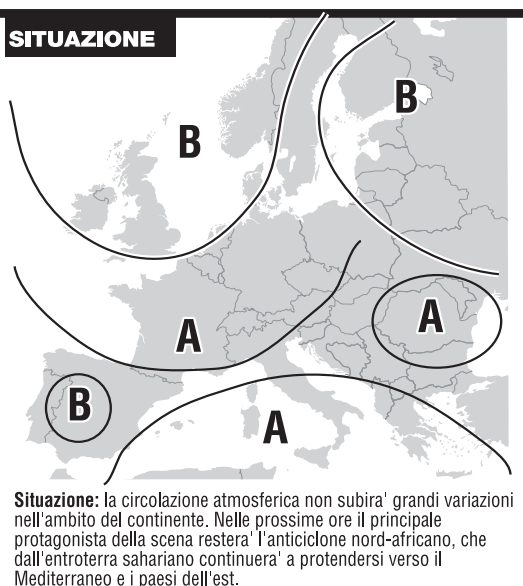 SITUAZIONE
B
B
A
A
B
A
Situazione: la circolazione atmosferica non subira' grandi variazioni
nell'ambito del continente. Nelle prossime ore il principale
protagonista della scena restera' l'anticiclone nord-africano, che
dall'entroterra sahariano continuera' a protendersi verso il
Mediterraneo e i paesi dell'est.